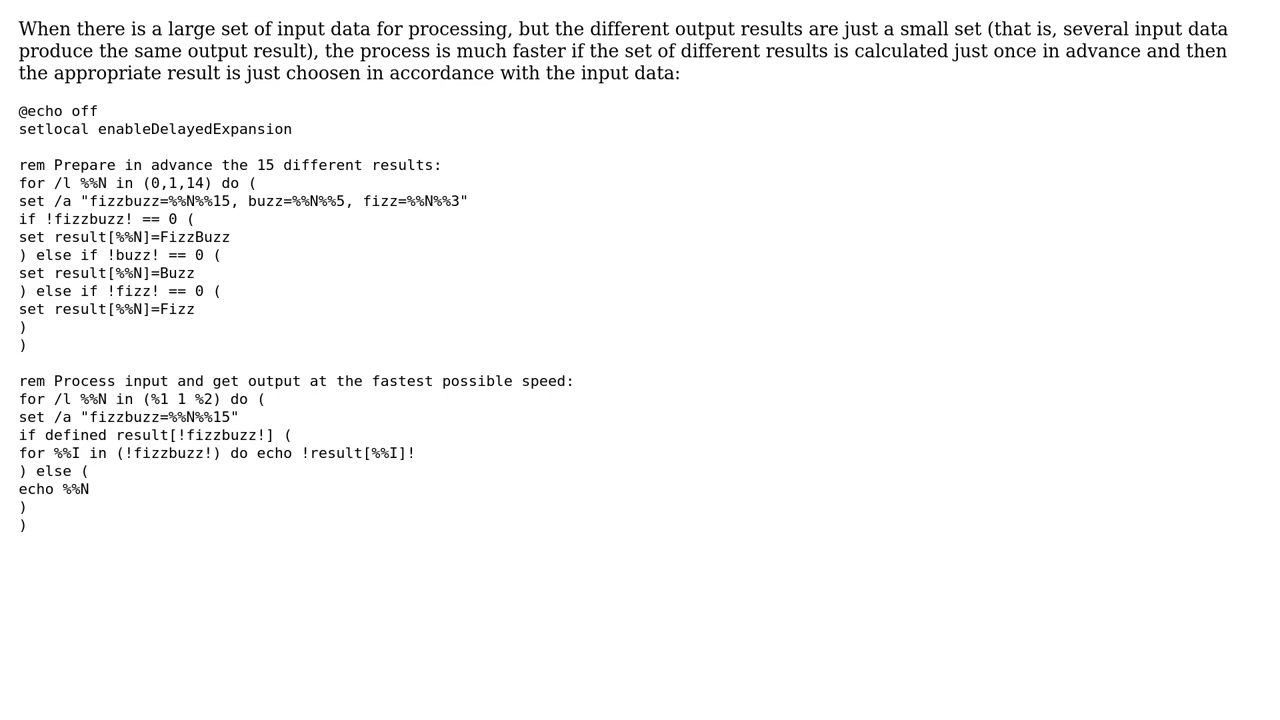 When there is a large set of input data for processing, but the different output results are just a small set (that is, several input data
produce the same output result), the process is much faster if the set of different results is calculated just once in advance and then
the appropriate result is just choosen in accordance with the input data:
@echo off
setlocal enableDelayedExpansion
rem Prepare in advance the 15 different results:
for /l %%N in (0,1,14) do (
set /a "fizzbuzz=%%N%%15, buzz=%%N%%5, fizz=%%N%%3"
if !fizzbuzz! == 0 (
set result[%%N]=FizzBuzz
) else if !buzz! == 0 (
set result[%%N]=Buzz
) else if !fizz! == 0 (
set result[%%N]=Fizz
)
)
rem Process input and get output at the fastest possible speed:
for /l %%N in (%1 1 %2) do (
set /a "fizzbuzz=%%N%%15"
if defined result[!fizzbuzz!] (
for %%I in (!fizzbuzz!) do echo !result[%%I]!
) else (
echo %%N
)
)